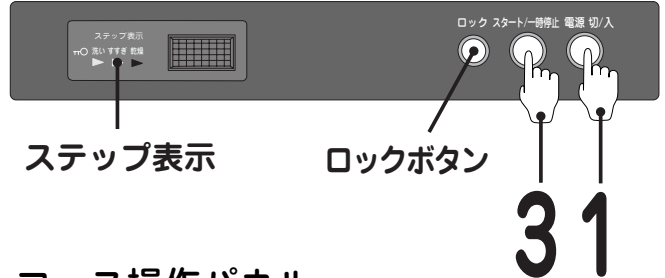 ロック スタート/一時停止 電源 切/入
ステップ表示
洗い すすぎ 乾燥
ステップ表示
ロックボタン
3 1